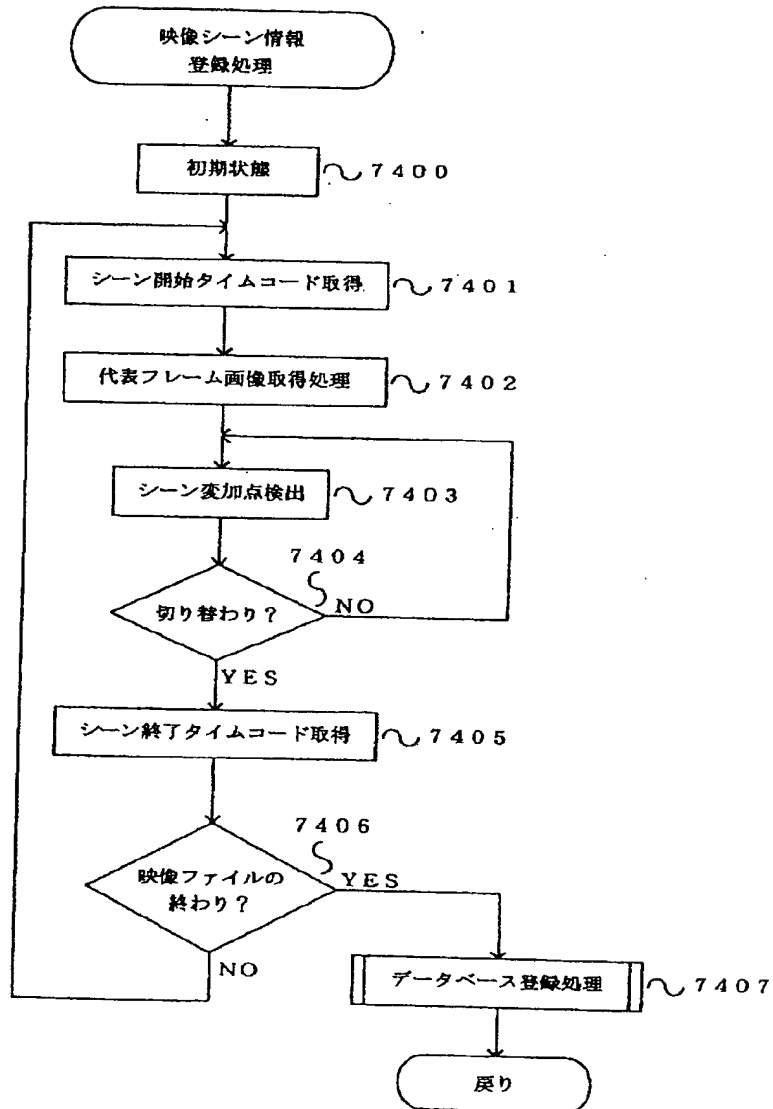 映像シーン情報
登録処理
初期状態
7400
シーン開始タイムコード取得
7401
代表フレーム画像取得処理
7402
シーン変加点検出
7403
7404
切り替わり?
NO
YES
シーン終了タイムコード取得
7405
7406
映像ファイルの
終わり?
YES
NO
データベース登録処理
7407
戻り